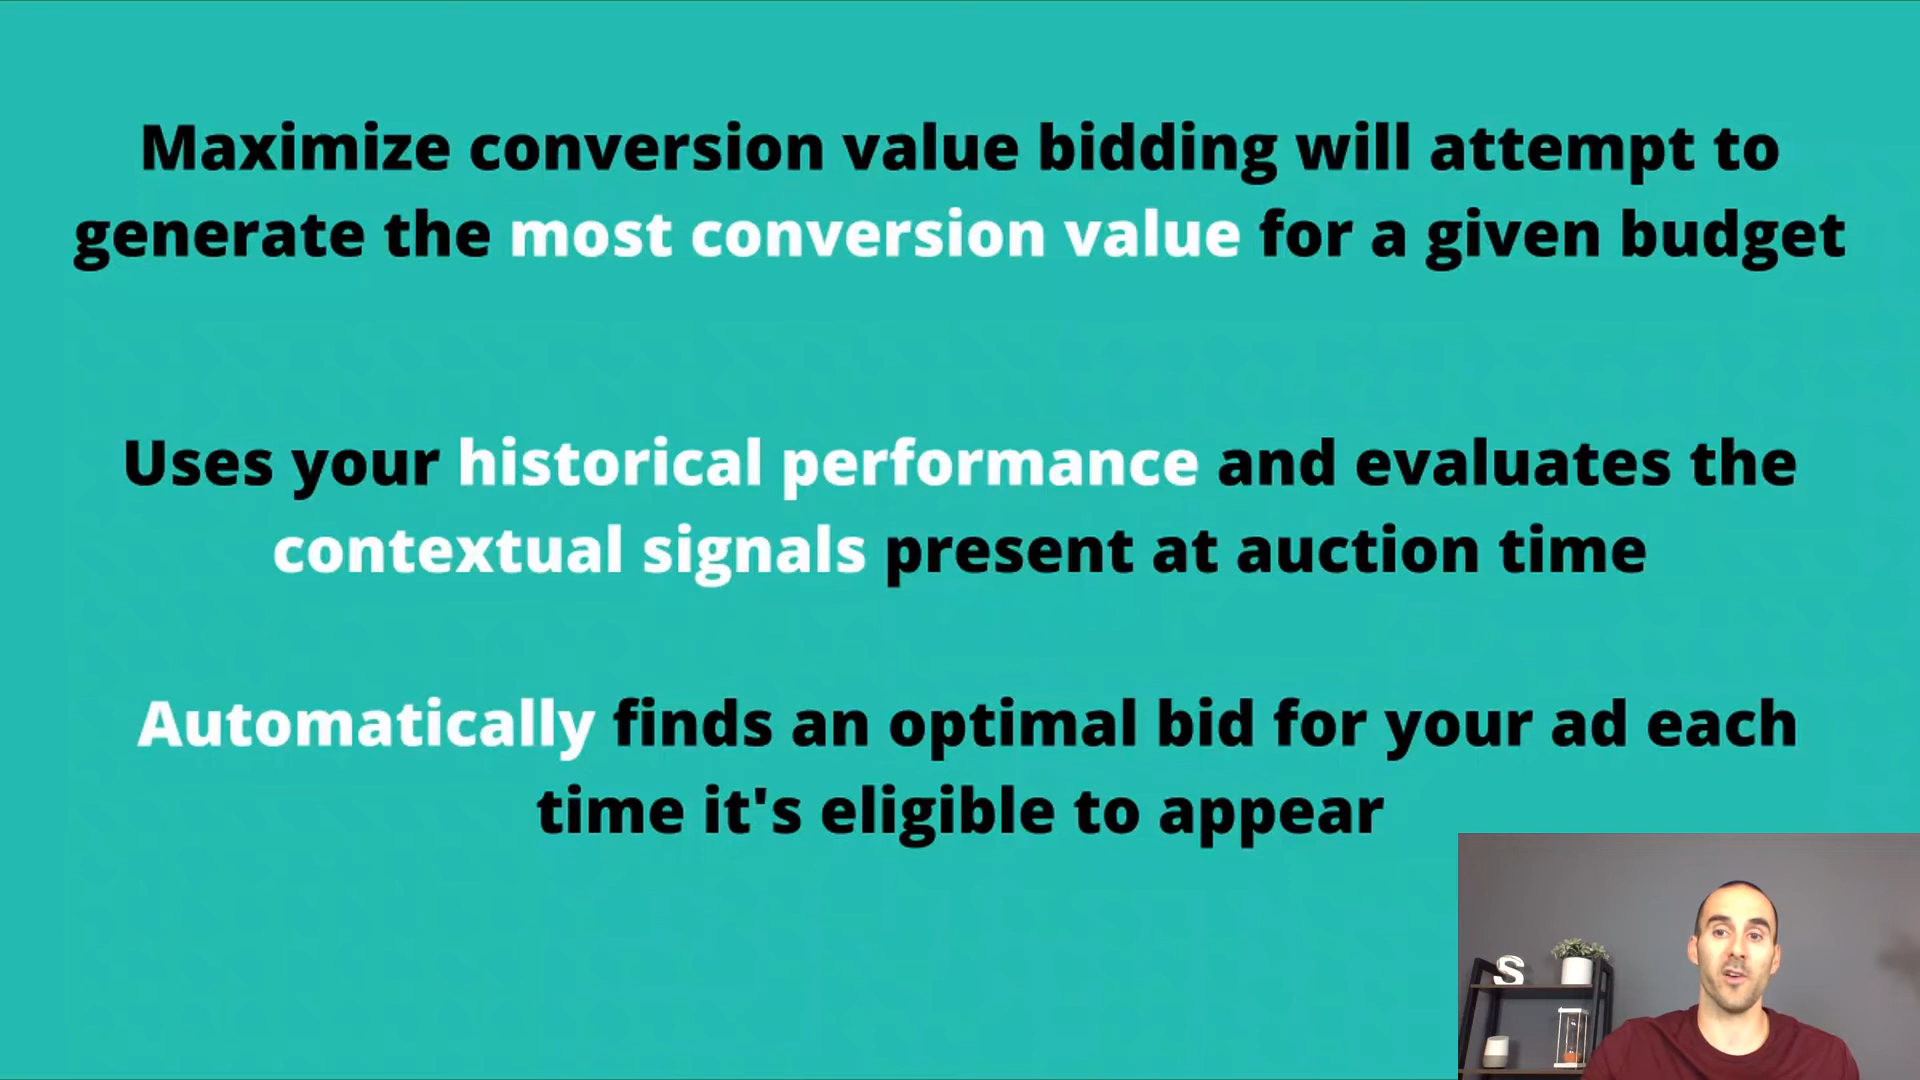 Maximize conversion value bidding will attempt to
generate the most conversion value for a given budget
Uses your historical performance and evaluates the
contextual signals present at auction time
Automatically finds an optimal bid for your ad each
time it's eligible to appear
S